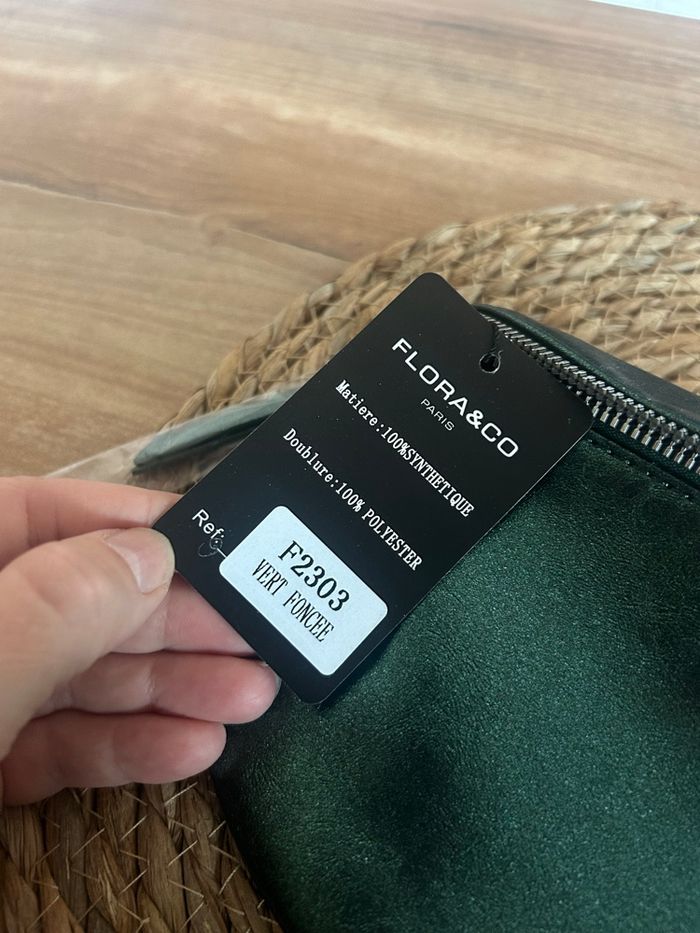 FLORA&CO
PARIS
Matiere:100%SYNTHETIQUE
Doublure:100% POLYESTER
Ref:
F2303
VERT FONCEE